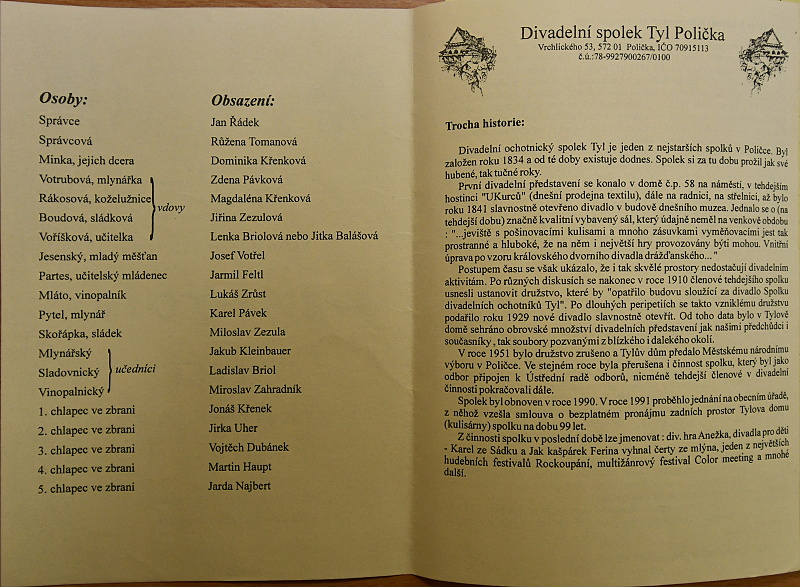 Osoby: Obsazení:
Správce Jan Řádek
Správcová Růžena Tomanová
Minka, jejich dcera Dominika Křenková
Votrubová, mlynářka Zdena Pávková
Rákosová, koželužnice Magdaléna Křenková
vdovy
Boudová, sládková Jiřina Zezulová
Voříšková, učitelka Lenka Briolová nebo Jitka Balášová
Jesenský, mladý měšťan Josef Votřel
Partes, učitelský mládenec Jarmil Feltl
Mláto, vinopalník Lukáš Zrůst
Pytel, mlynář Karel Pávek
Skořápka, sládek Miloslav Zezula
Mlynářský Jakub Kleinbauer
Sladovnický učedníci Ladislav Briol
Vinopalnický Miroslav Zahradník
1. chlapec ve zbrani Jonáš Křenek
2. chlapec ve zbrani Jirka Uher
3. chlapec ve zbrani Vojtěch Dubánek
4. chlapec ve zbrani Martin Haupt
5. chlapec ve zbrani Jarda Najbert
Divadelní spolek Tyl Polička
Vrchlického 53, 572 01 Polička, IČO 70915113
č.ú.:78-9927900267/0100
Trocha historie:
Divadelní ochotnický spolek Tyl je jeden z nejstarších spolků v Poličce. Byl
založen roku 1834 a od té doby existuje dodnes. Spolek si za tu dobu prožil jak své
hubené, tak tučné roky.
První divadelní představení se konalo v domě č.p. 58 na náměstí, v tehdejším
hostinci "UKurců" (dnešní prodejna textilu), dále na radnici, na střelnici, až bylo
roku 1841 slavnostně otevřeno divadlo v budově dnešního muzea. Jednalo se o (na
tehdejší dobu) značně kvalitní vybavený sál, který údajně neměl na venkově obdobu
: "...jeviště s pošinovacími kulisami a mnoho zásuvkami vyměňovacími jest tak
prostranné a hluboké, že na něm i největší hry provozovány býti mohou. Vnitřní
úprava po vzoru královského dvorního divadla drážďanského..."
Postupem času se však ukázalo, že i tak skvělé prostory nedostačují divadelním
aktivitám. Po různých diskusích se nakonec v roce 1910 členové tehdejšího spolku
usnesli ustanovit družstvo, které by "opatřilo budovu sloužící za divadlo Spolku
divadelních ochotníků Tyl". Po dlouhých peripetiích se takto vzniklému družstvu
podařilo roku 1929 nové divadlo slavnostně otevřít. Od toho data bylo v Tylově
domě sehráno obrovské množství divadelních představení jak našimi předchůdci i
současníky, tak soubory pozvanými z blízkého i dalekého okolí.
V roce 1951 bylo družstvo zrušeno a Tylův dům předalo Městskému národnímu
výboru v Poličce. Ve stejném roce byla přerušena i činnost spolku, který byl jako
odbor připojen k Ústřední radě odborů, nicméně tehdejší členové v divadelní
činnosti pokračovali dále.
Spolek byl obnoven v roce 1990. V roce 1991 proběhlo jednání na obecním úřadě,
z něhož vzešla smlouva o bezplatném pronájmu zadních prostor Tylova domu
(kulisárny) spolku na dobu 99 let.
Z činnosti spolku v poslední době lze jmenovat : div. hra Anežka, divadla pro děti
- Karel ze Sádku a Jak kašpárek Ferina vyhnal čerty ze mlýna, jeden z největších
hudebních festivalů Rockoupání, multižánrový festival Color meeting a mnohé
další.